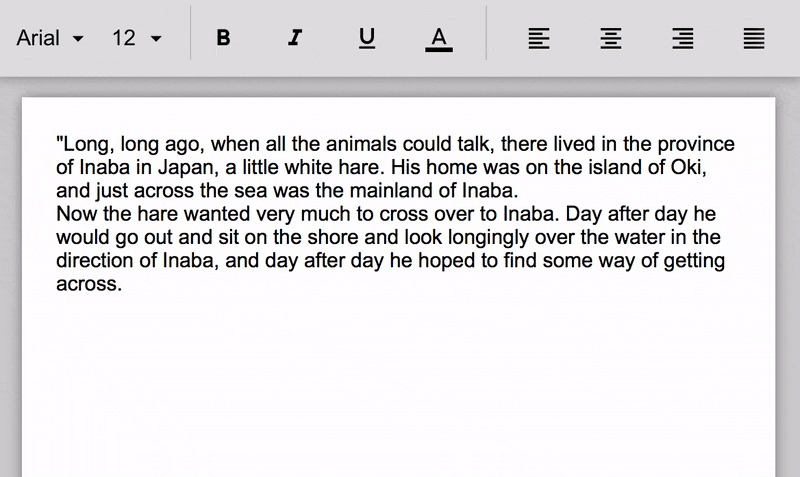 Arial 12 B I U A
"Long, long ago, when all the animals could talk, there lived in the province
of Inaba in Japan, a little white hare. His home was on the island of Oki,
and just across the sea was the mainland of Inaba.
Now the hare wanted very much to cross over to Inaba. Day after day he
would go out and sit on the shore and look longingly over the water in the
direction of Inaba, and day after day he hoped to find some way of getting
across.